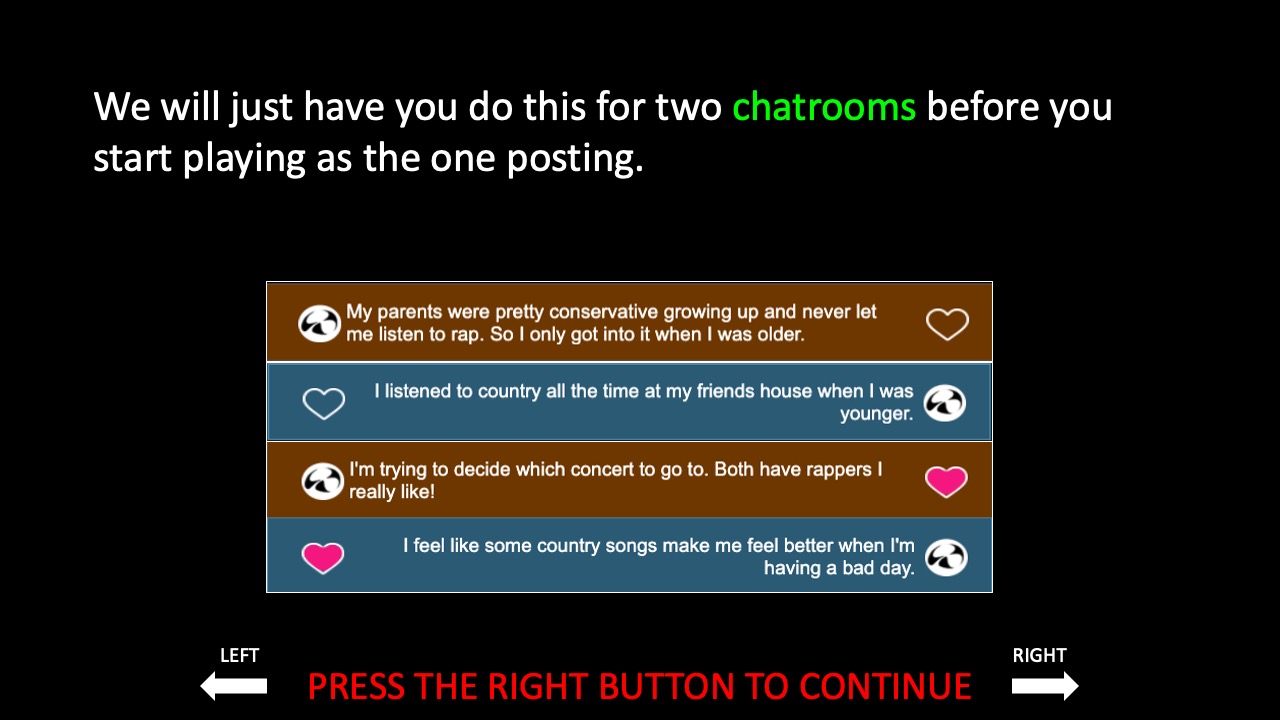 We will just have you do this for two chatrooms before you
start playing as the one posting.
My parents were pretty conservative growing up and never let
me listen to rap. So I only got into it when I was older.
I listened to country all the time at my friends house when I was
younger.
I'm trying to decide which concert to go to. Both have rappers I
really like!
I feel like some country songs make me feel better when I'm
having a bad day.
LEFT
RIGHT
PRESS THE RIGHT BUTTON TO CONTINUE